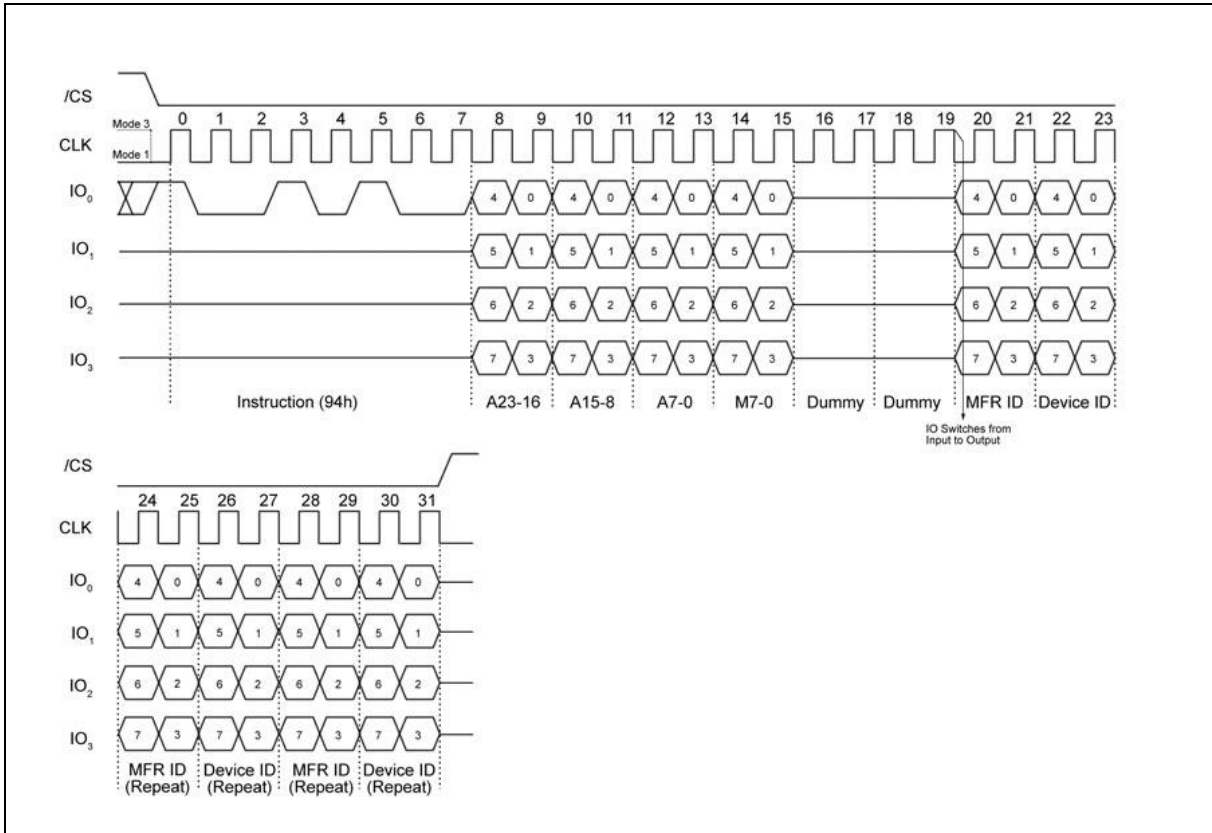 /CS
Mode 3
0 1 2 3 4 5 6 7 8 9 10 11 12 13 14 15 16 17 18 19 20 21 22 23
CLK
Mode 1
IO0 4 0 4 0 4 0 4 0 4 0 4 0
IO1 5 1 5 1 5 1 5 1 5 1 5 1
IO2 6 2 6 2 6 2 6 2 6 2 6 2
IO3 7 3 7 3 7 3 7 3 7 3 7 3
Instruction (94h) A23-16 A15-8 A7-0 M7-0 Dummy Dummy MFR ID Device ID
IO Switches from
Input to Output
/CS
24 25 26 27 28 29 30 31
CLK
IO0 4 0 4 0 4 0 4 0
IO1 5 1 5 1 5 1 5 1
IO2 6 2 6 2 6 2 6 2
IO3 7 3 7 3 7 3 7 3
MFR ID Device ID MFR ID Device ID
(Repeat) (Repeat) (Repeat) (Repeat)